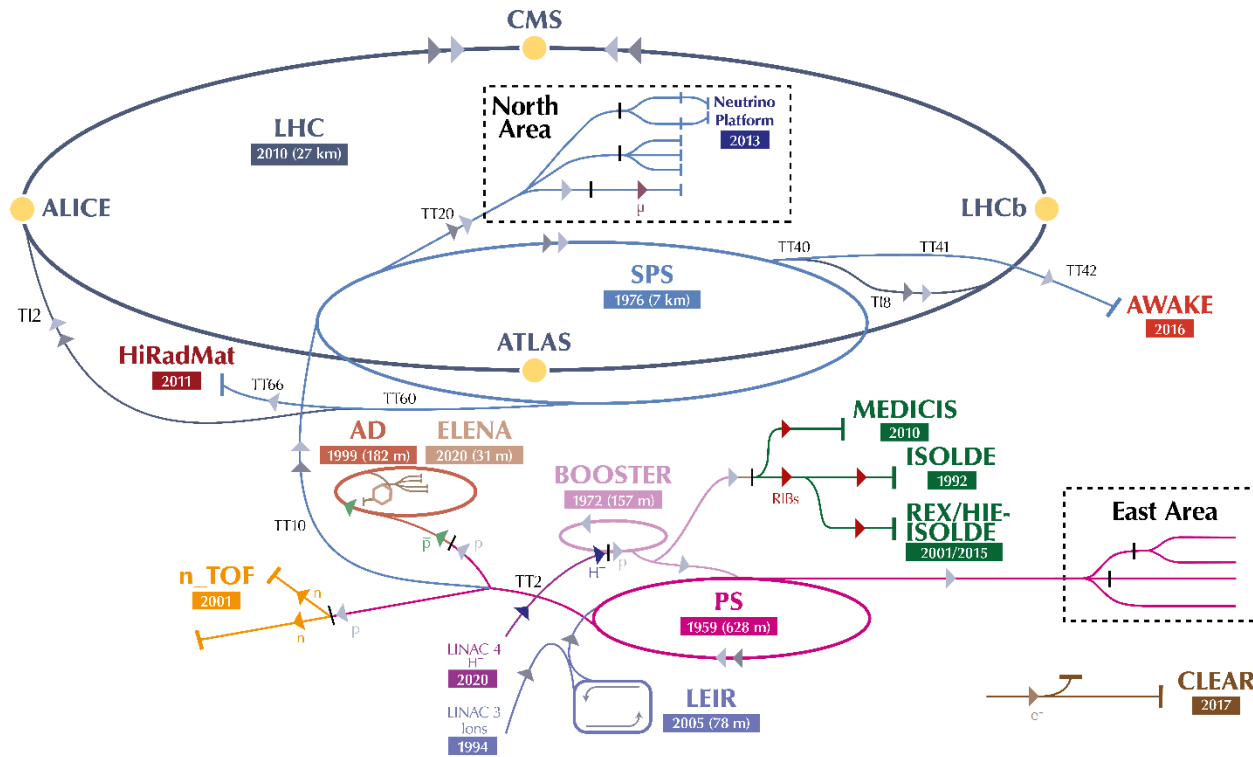 CMS
North
Area
Neutrino
Platform
2013
LHC
2010 (27 km)
μ
ALICE
LHCb
TT20
TT40
TT41
SPS
1976 (7 km)
TT42
TI8
AWAKE
2016
TI2
ATLAS
HiRadMat
2011
TT66
TT60
MEDICIS
2010
AD
1999 (182 m)
ELENA
2020 (31 m)
ISOLDE
1992
BOOSTER
1972 (157 m)
RIBs
REX/HIE-
ISOLDE
2001/2015
East Area
TT10
p̅
p
H⁻
p
TT2
n_TOF
2001
n
n
p
PS
1959 (628 m)
LINAC 4
H⁻
2020
LINAC 3
Ions
1994
LEIR
2005 (78 m)
CLEAR
2017
e⁻